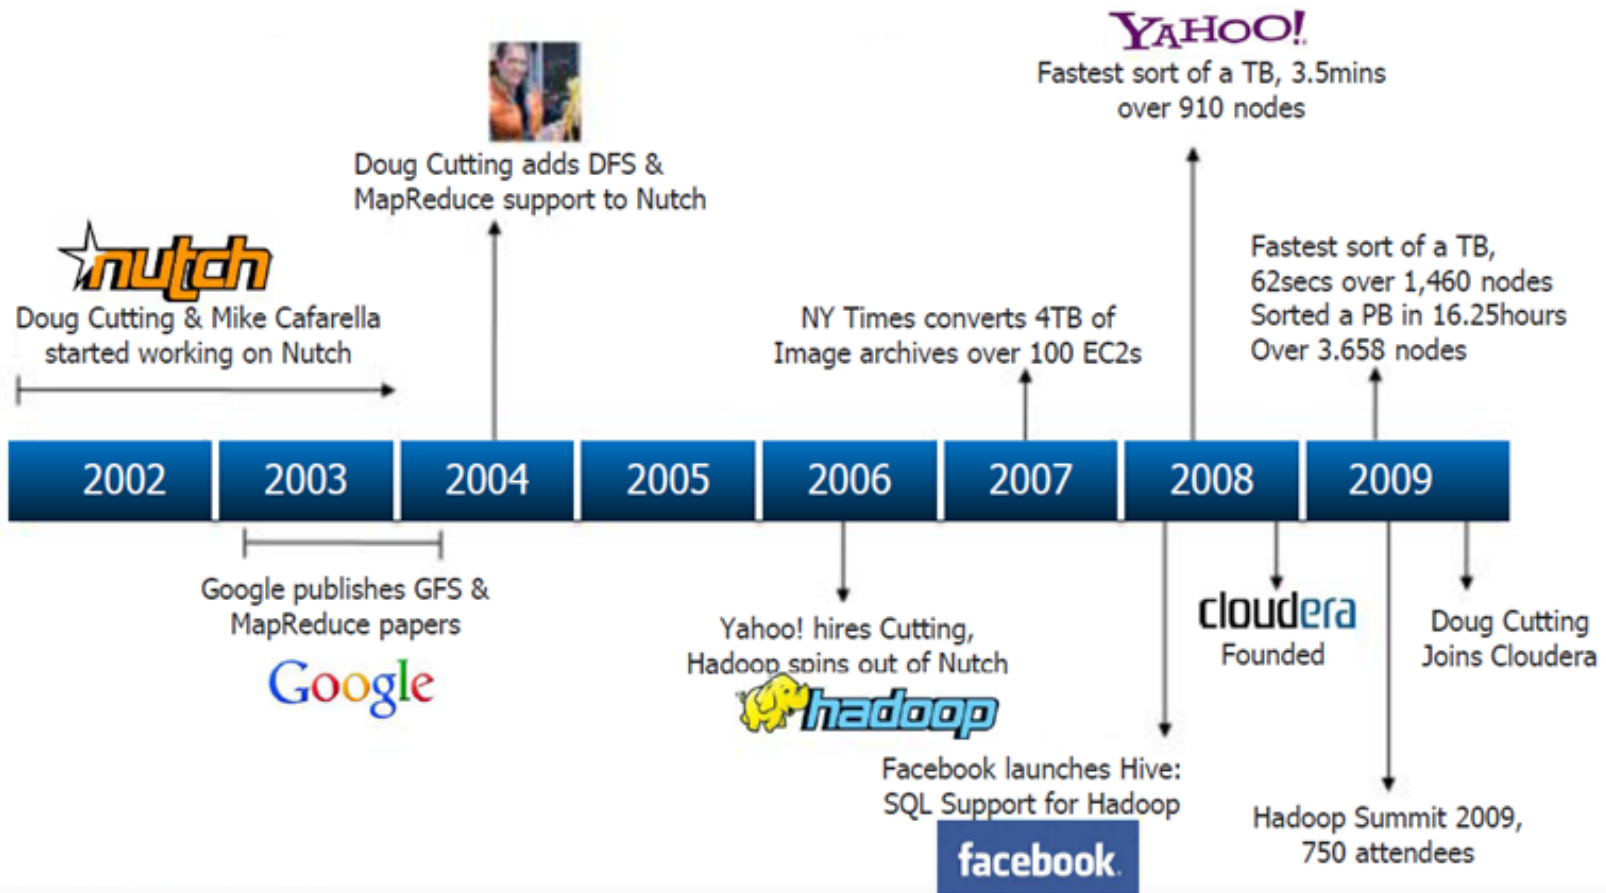 YAHOO!
Fastest sort of a TB, 3.5mins
over 910 nodes
Doug Cutting adds DFS &
MapReduce support to Nutch
nutch
Doug Cutting & Mike Cafarella
started working on Nutch
NY Times converts 4TB of
Image archives over 100 EC2s
Fastest sort of a TB,
62secs over 1,460 nodes
Sorted a PB in 16.25hours
Over 3.658 nodes
2002
2003
2004
2005
2006
2007
2008
2009
Google publishes GFS &
MapReduce papers
Google
Yahoo! hires Cutting,
Hadoop spins out of Nutch
hadoop
Facebook launches Hive:
SQL Support for Hadoop
facebook.
cloudera
Founded
Doug Cutting
Joins Cloudera
Hadoop Summit 2009,
750 attendees